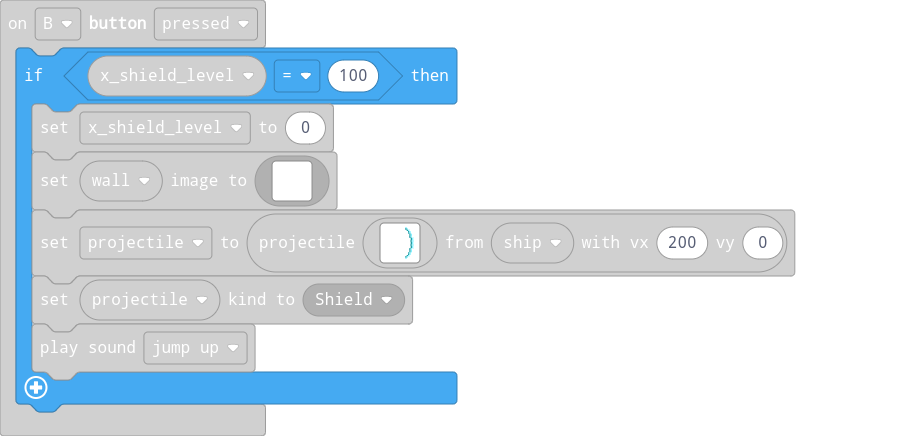 on B button pressed
if x_shield_level = 100 then
set x_shield_level to 0
set wall image to
set projectile to projectile from ship with vx 200 vy 0
set projectile kind to Shield
play sound jump up